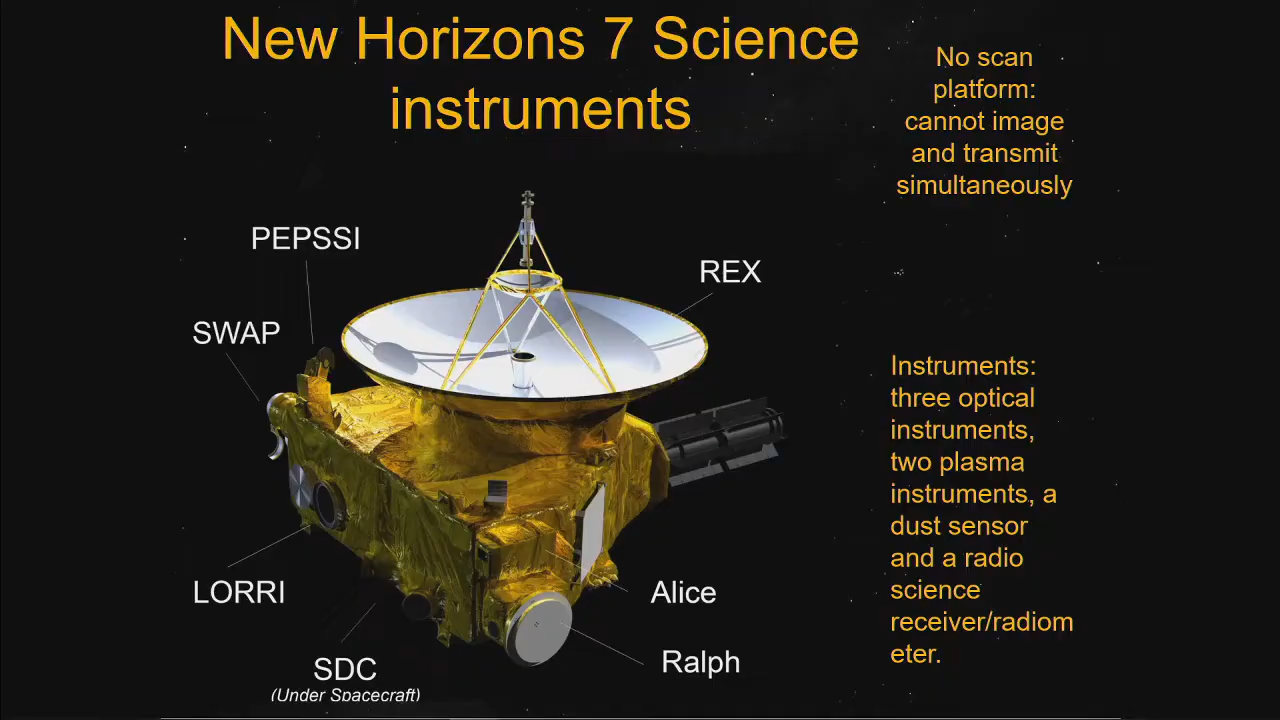 New Horizons 7 Science
instruments
No scan
platform:
cannot image
and transmit
simultaneously
PEPSSI
REX
SWAP
Instruments:
three optical
instruments,
two plasma
instruments, a
dust sensor
and a radio
science
receiver/radiom
eter.
LORRI
Alice
Ralph
SDC
(Under Spacecraft)